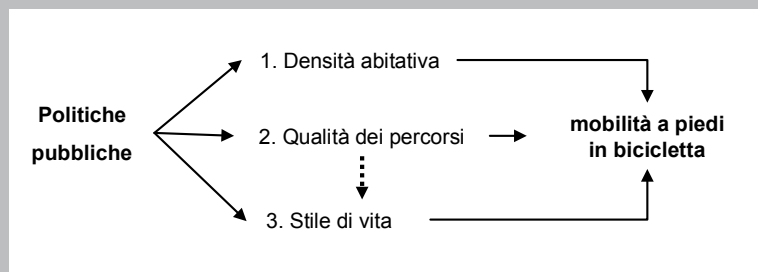 Politiche
pubbliche
1. Densità abitativa
2. Qualità dei percorsi
3. Stile di vita
mobilità a piedi
in bicicletta